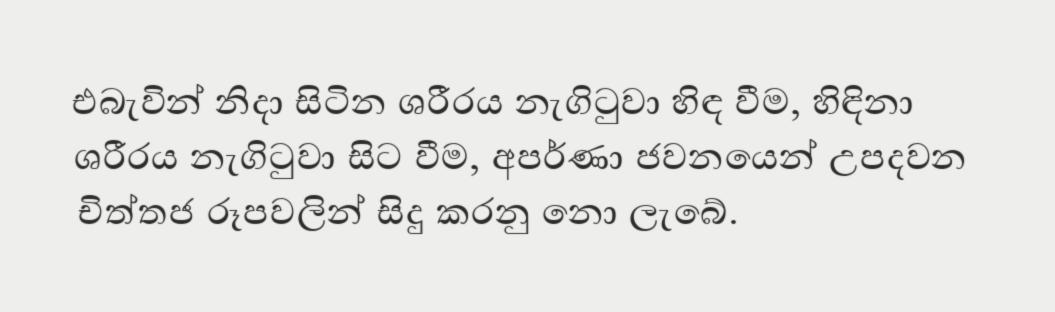 එබැවින් නිදා සිටින ශරීරය නැගිටුවා හිඳ වීම, හිඳිනා
ශරීරය නැගිටුවා සිට වීම, අපර්ණා ජවනයෙන් උපදවන
චිත්තජ රූපවලින් සිදු කරනු නො ලැබේ.